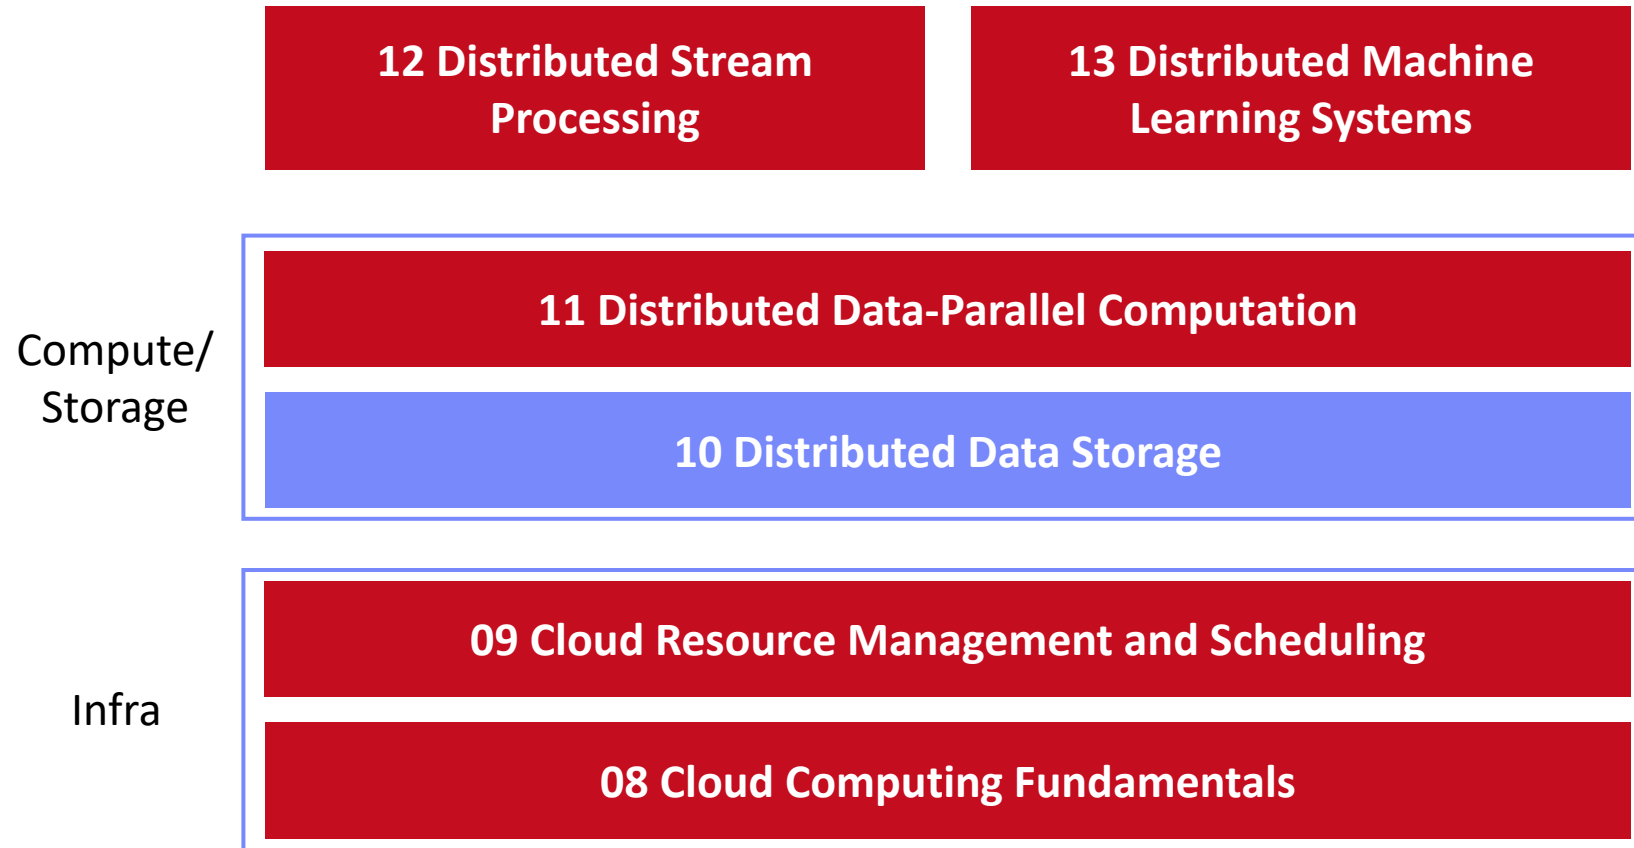 12 Distributed Stream
Processing
13 Distributed Machine
Learning Systems
Compute/
Storage
11 Distributed Data-Parallel Computation
10 Distributed Data Storage
Infra
09 Cloud Resource Management and Scheduling
08 Cloud Computing Fundamentals